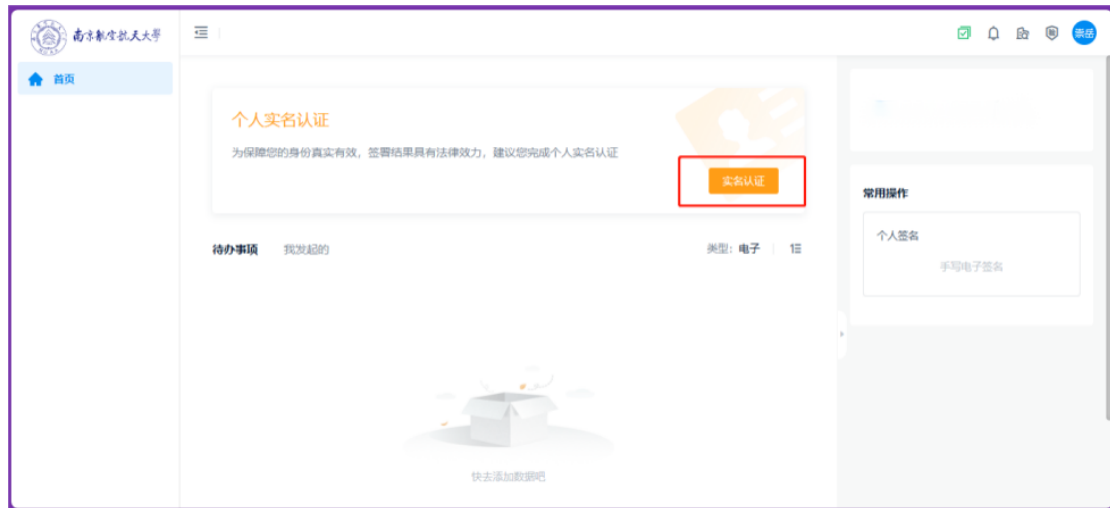 南京航空航天大学
首页
崇岳
个人实名认证
为保障您的身份真实有效，签署结果具有法律效力，建议您完成个人实名认证
实名认证
待办事项 我发起的 类型: 电子
快去添加数据吧
常用操作
个人签名
手写电子签名